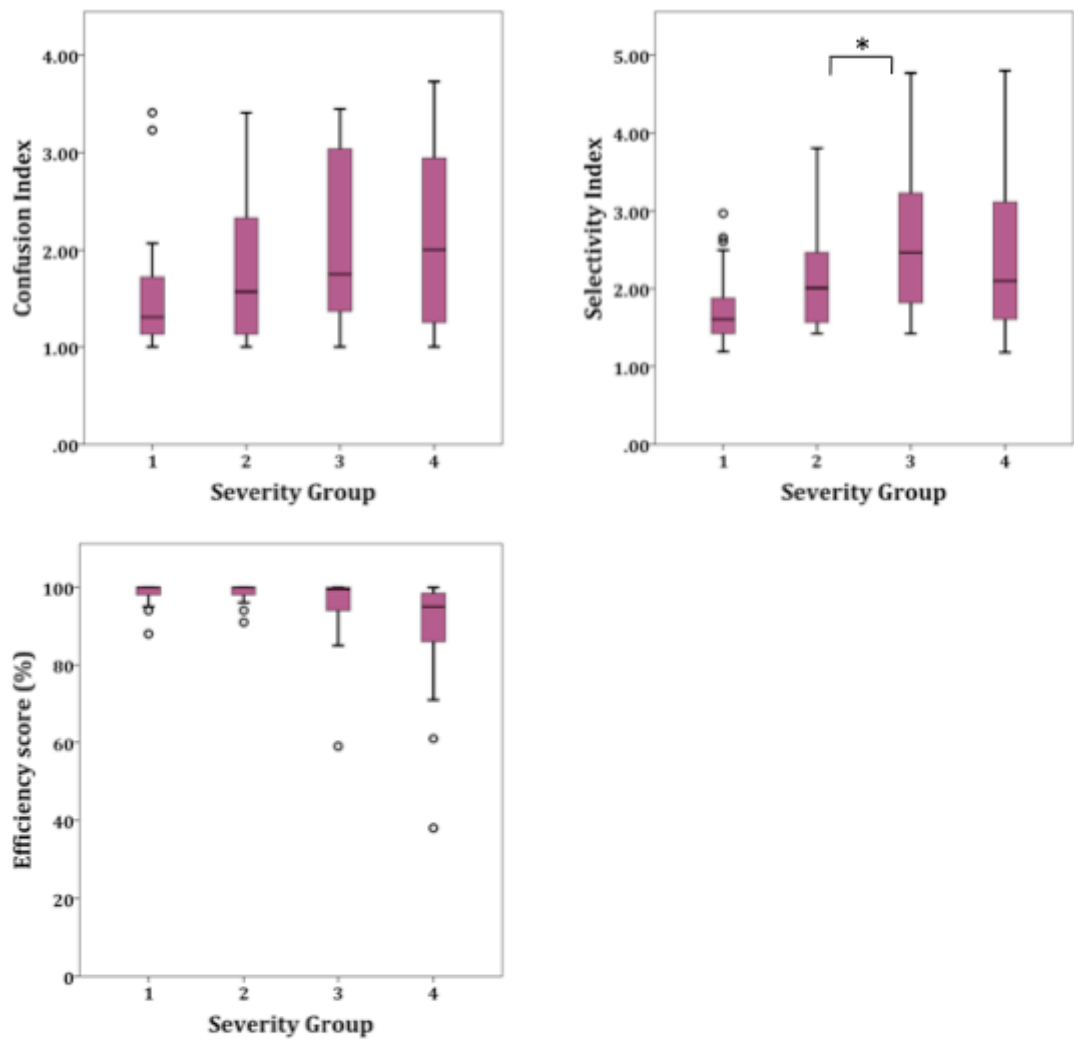 Confusion Index
4.00
3.00
2.00
1.00
.00
1 2 3 4
Severity Group
Selectivity Index
5.00
4.00
3.00
2.00
1.00
.00
*
1 2 3 4
Severity Group
Efficiency score (%)
100
80
60
40
20
0
1 2 3 4
Severity Group